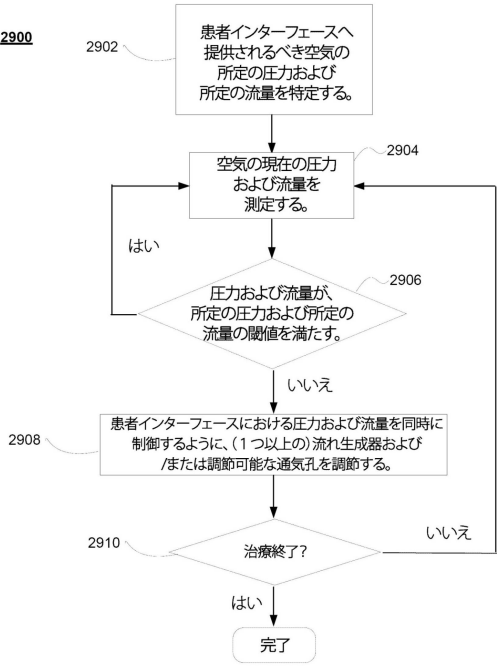 2900
2902
患者インターフェースへ
提供されるべき空気の
所定の圧力および
所定の流量を特定する。
2904
空気の現在の圧力
および流量を
測定する。
はい
2906
圧力および流量が、
所定の圧力および所定の
流量の閾値を満たす。
いいえ
2908
患者インターフェースにおける圧力および流量を同時に
制御するように、(1つ以上の)流れ生成器および
/または調節可能な通気孔を調節する。
2910
治療終了?
いいえ
はい
完了